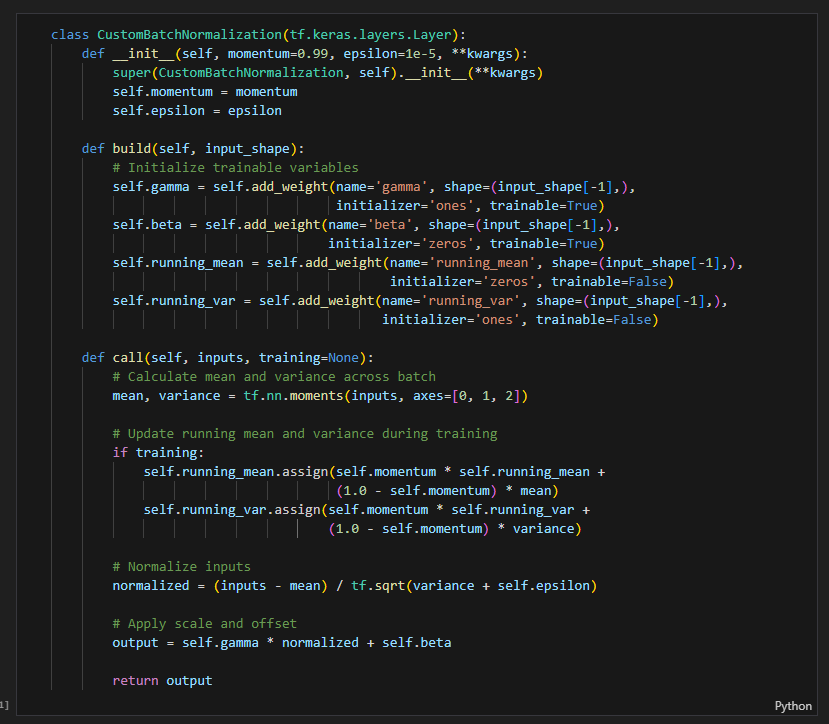 class CustomBatchNormalization(tf.keras.layers.Layer):
    def __init__(self, momentum=0.99, epsilon=1e-5, **kwargs):
        super(CustomBatchNormalization, self).__init__(**kwargs)
        self.momentum = momentum
        self.epsilon = epsilon

    def build(self, input_shape):
        # Initialize trainable variables
        self.gamma = self.add_weight(name='gamma', shape=(input_shape[-1],),
                                     initializer='ones', trainable=True)
        self.beta = self.add_weight(name='beta', shape=(input_shape[-1],),
                                    initializer='zeros', trainable=True)
        self.running_mean = self.add_weight(name='running_mean', shape=(input_shape[-1],),
                                            initializer='zeros', trainable=False)
        self.running_var = self.add_weight(name='running_var', shape=(input_shape[-1],),
                                           initializer='ones', trainable=False)

    def call(self, inputs, training=None):
        # Calculate mean and variance across batch
        mean, variance = tf.nn.moments(inputs, axes=[0, 1, 2])

        # Update running mean and variance during training
        if training:
            self.running_mean.assign(self.momentum * self.running_mean +
                                     (1.0 - self.momentum) * mean)
            self.running_var.assign(self.momentum * self.running_var +
                                    (1.0 - self.momentum) * variance)

        # Normalize inputs
        normalized = (inputs - mean) / tf.sqrt(variance + self.epsilon)

        # Apply scale and offset
        output = self.gamma * normalized + self.beta

        return output
1]
Python